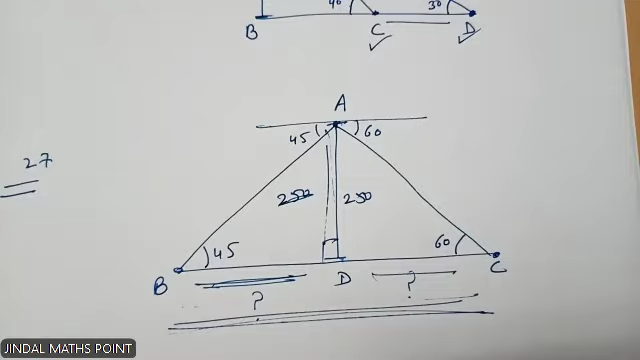 40 30
B C D
A
45 60
250 250
45 60
B D C
? ?
27
JINDAL MATHS POINT